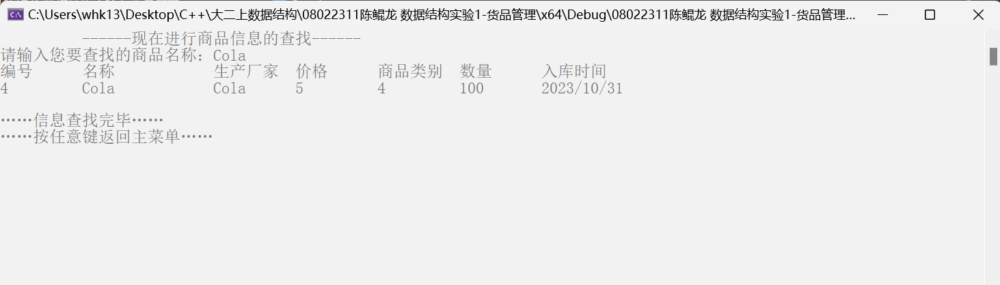 C:\Users\whk13\Desktop\C++\大二上数据结构\08022311陈鲲龙 数据结构实验1-货品管理\x64\Debug\08022311陈鲲龙 数据结构实验1-货品管理...
------现在进行商品信息的查找------
请输入您要查找的商品名称：Cola
编号 名称 生产厂家 价格 商品类别 数量 入库时间
4 Cola Cola 5 4 100 2023/10/31
……信息查找完毕……
……按任意键返回主菜单……